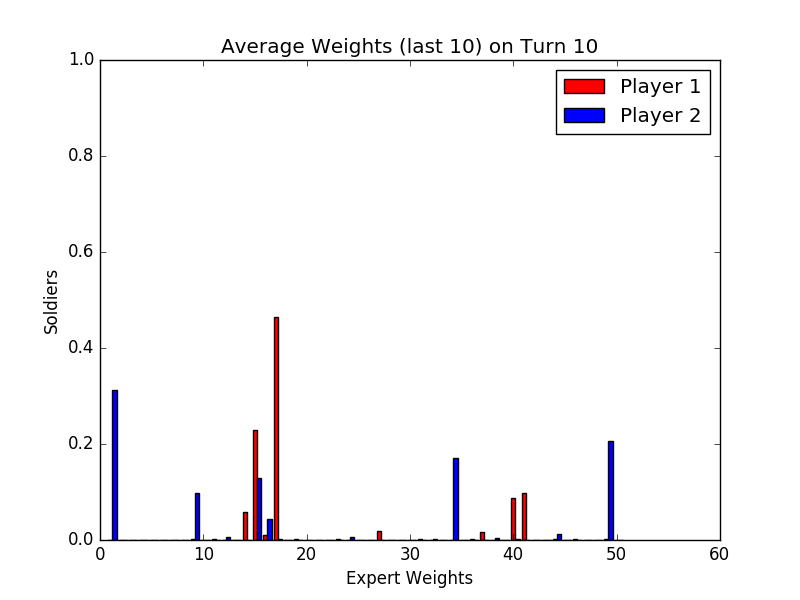 Average Weights (last 10) on Turn 10
1.0
0.8
0.6
0.4
0.2
0.0
Soldiers
Player 1
Player 2
0 10 20 30 40 50 60
Expert Weights